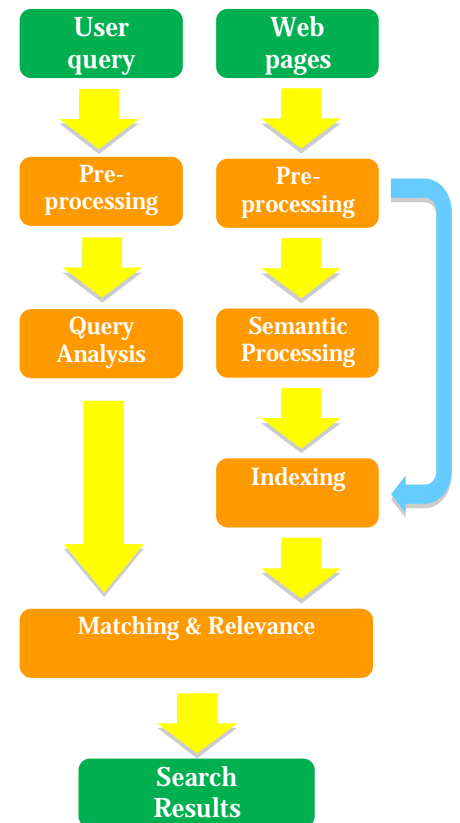 User
query
Web
pages
Pre-
processing
Pre-
processing
Query
Analysis
Semantic
Processing
Indexing
Matching & Relevance
Search
Results